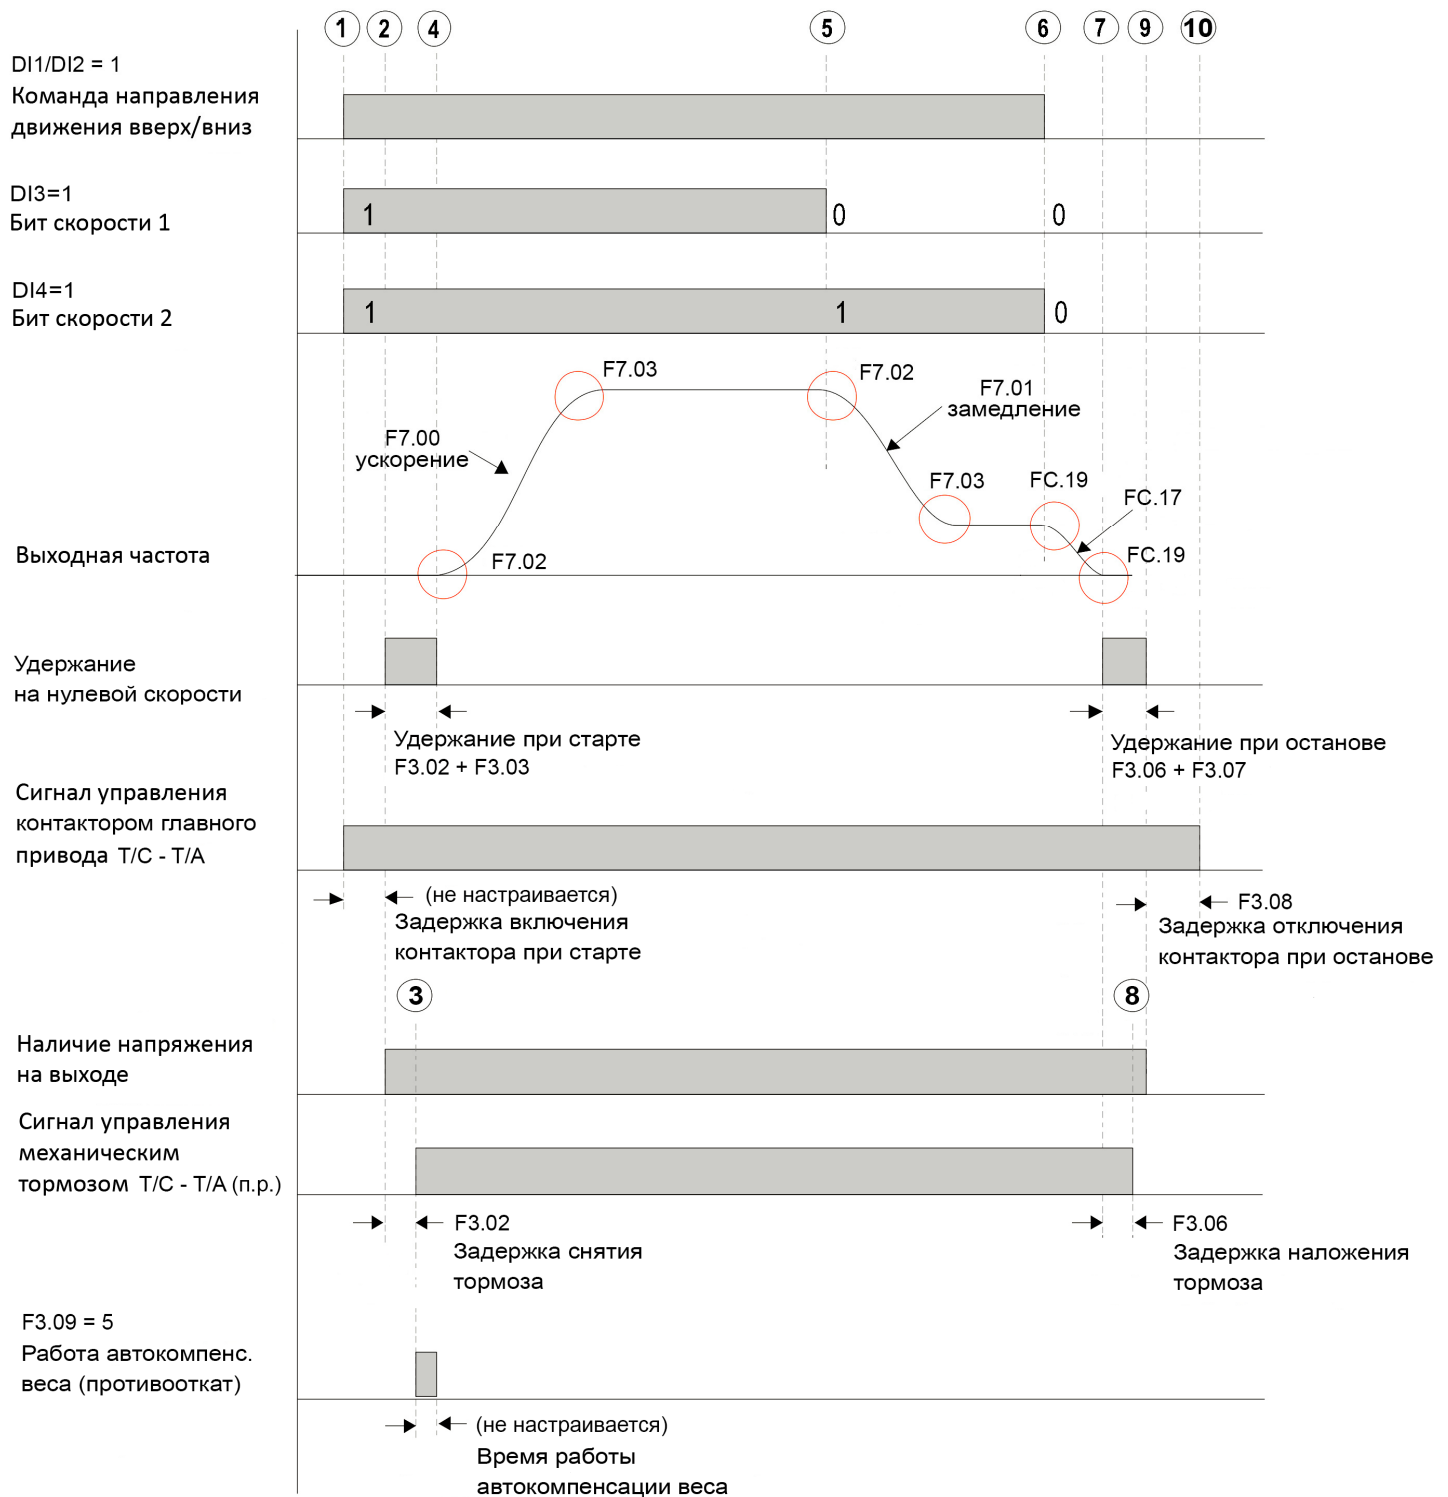 1 2 4 5 6 7 9 10
DI1/DI2 = 1
Команда направления
движения вверх/вниз
DI3=1
Бит скорости 1
1 0 0
DI4=1
Бит скорости 2
1 1 0
F7.03
F7.02
F7.01
замедление
F7.00
ускорение
F7.03
FC.19
FC.17
Выходная частота
F7.02
FC.19
Удержание
на нулевой скорости
Удержание при старте
F3.02 + F3.03
Удержание при останове
F3.06 + F3.07
Сигнал управления
контактором главного
привода T/C - T/A
(не настраивается)
Задержка включения
контактора при старте
F3.08
Задержка отключения
контактора при останове
3 8
Наличие напряжения
на выходе
Сигнал управления
механическим
тормозом T/C - T/A (п.р.)
F3.02
Задержка снятия
тормоза
F3.06
Задержка наложения
тормоза
F3.09 = 5
Работа автокомпенс.
веса (противооткат)
(не настраивается)
Время работы
автокомпенсации веса